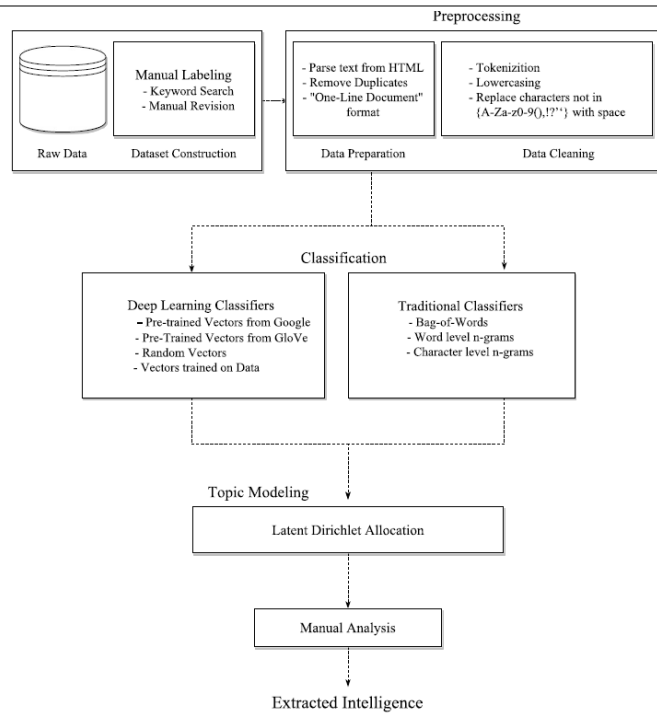 Preprocessing
Manual Labeling
- Keyword Search
- Manual Revision
Raw Data
Dataset Construction
- Parse text from HTML
- Remove Duplicates
- "One-Line Document"
format
Data Preparation
- Tokenizition
- Lowercasing
- Replace characters not in
{A-Za-z0-9(),!?’‘} with space
Data Cleaning
Classification
Deep Learning Classifiers
- Pre-trained Vectors from Google
- Pre-Trained Vectors from GloVe
- Random Vectors
- Vectors trained on Data
Traditional Classifiers
- Bag-of-Words
- Word level n-grams
- Character level n-grams
Topic Modeling
Latent Dirichlet Allocation
Manual Analysis
Extracted Intelligence